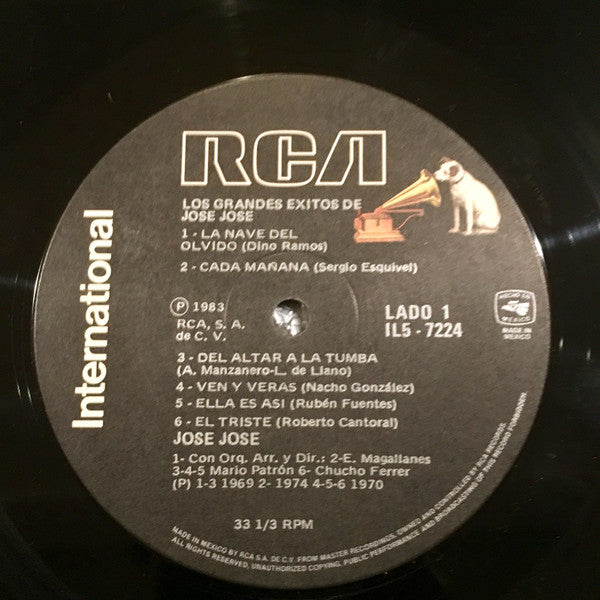 RCA
LOS GRANDES EXITOS DE
JOSE JOSE
1 - LA NAVE DEL
OLVIDO (Dino Ramos)
2 - CADA MAÑANA (Sergio Esquivel)
International
Ⓟ 1983
RCA, S. A.
de C. V.
LADO 1
IL5 - 7224
HECHO EN
MEXICO
MADE IN
MEXICO
3 - DEL ALTAR A LA TUMBA
(A. Manzanero-L. de Llano)
4 - VEN Y VERAS (Nacho González)
5 - ELLA ES ASI (Rubén Fuentes)
6 - EL TRISTE (Roberto Cantoral)
JOSE JOSE
1- Con Orq. Arr. y Dir.: 2-E. Magallanes
3-4-5 Mario Patrón 6- Chucho Ferrer
(P) 1-3 1969 2- 1974 4-5-6 1970
33 1/3 RPM
MADE IN MEXICO BY RCA S.A. DE C.V. FROM MASTER RECORDINGS, OWNED AND CONTROLLED BY RCA RECORDS.
ALL RIGHTS RESERVED, UNAUTHORIZED COPYING, PUBLIC PERFORMANCE AND BROADCASTING OF THIS RECORD FORBIDDEN.